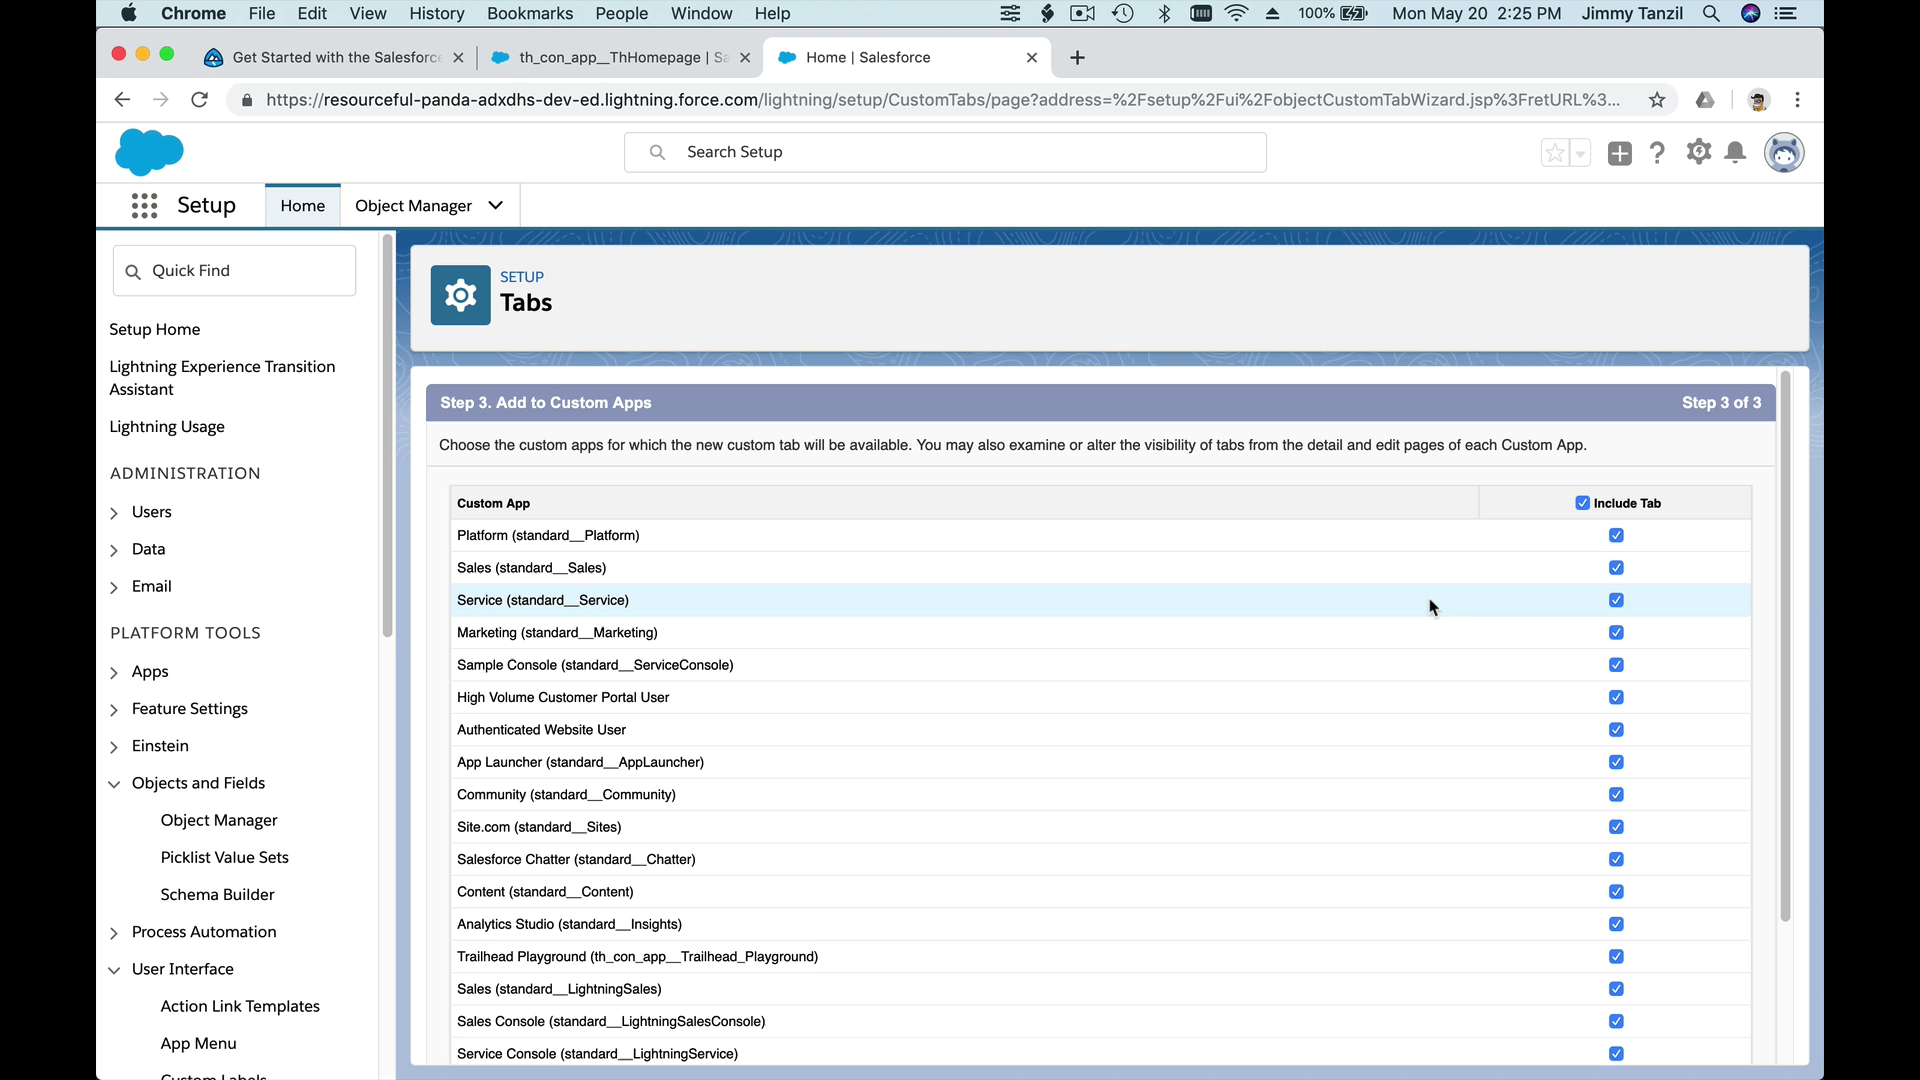 Chrome File Edit View History Bookmarks People Window Help 100% Mon May 20 2:25 PM Jimmy Tanzil
Get Started with the Salesforce
th_con_app__ThHomepage | Sa
Home | Salesforce
https://resourceful-panda-adxdhs-dev-ed.lightning.force.com/lightning/setup/CustomTabs/page?address=%2Fsetup%2Fui%2FobjectCustomTabWizard.jsp%3FretURL%3...
Search Setup
Setup Home Object Manager
Quick Find
Setup Home
Lightning Experience Transition
Assistant
Lightning Usage
ADMINISTRATION
Users
Data
Email
PLATFORM TOOLS
Apps
Feature Settings
Einstein
Objects and Fields
Object Manager
Picklist Value Sets
Schema Builder
Process Automation
User Interface
Action Link Templates
App Menu
Custom Labels
SETUP
Tabs
Step 3. Add to Custom Apps Step 3 of 3
Choose the custom apps for which the new custom tab will be available. You may also examine or alter the visibility of tabs from the detail and edit pages of each Custom App.
Custom App Include Tab
Platform (standard__Platform)
Sales (standard__Sales)
Service (standard__Service)
Marketing (standard__Marketing)
Sample Console (standard__ServiceConsole)
High Volume Customer Portal User
Authenticated Website User
App Launcher (standard__AppLauncher)
Community (standard__Community)
Site.com (standard__Sites)
Salesforce Chatter (standard__Chatter)
Content (standard__Content)
Analytics Studio (standard__Insights)
Trailhead Playground (th_con_app__Trailhead_Playground)
Sales (standard__LightningSales)
Sales Console (standard__LightningSalesConsole)
Service Console (standard__LightningService)